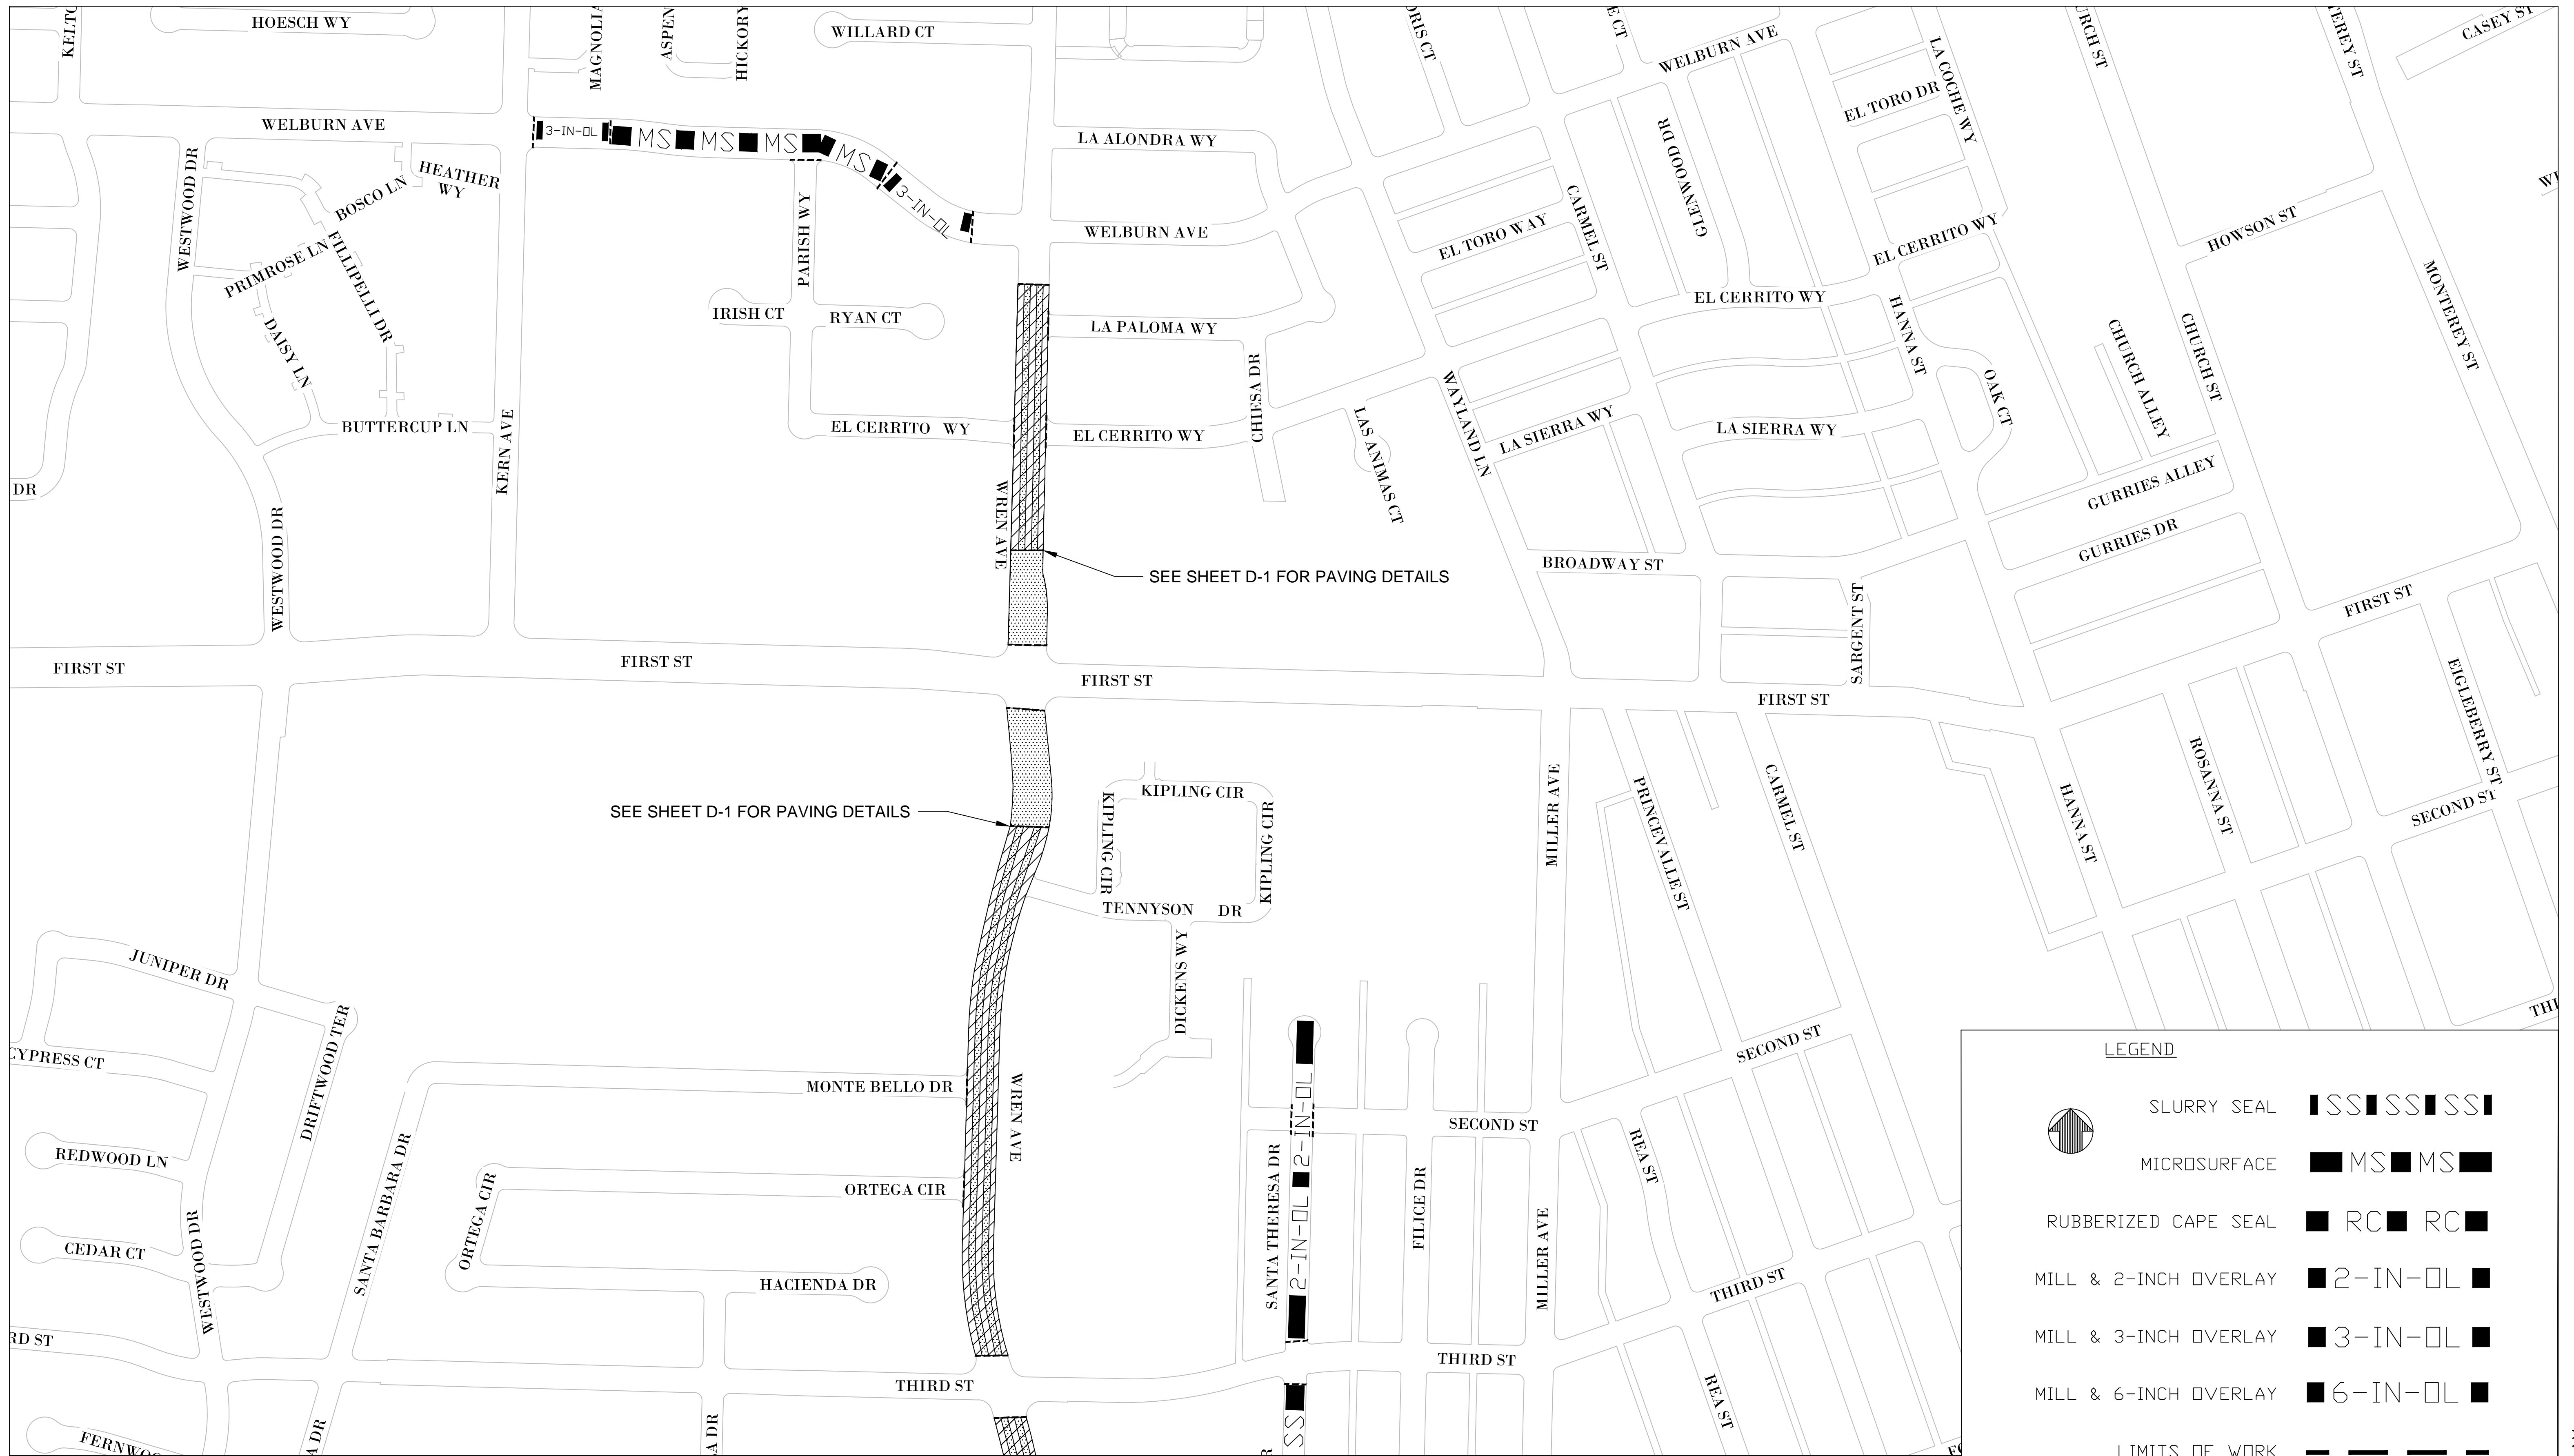 HOESCH WY
WILLARD CT
MAGNOLIA
ASPEN
HICKORY
WELBURN AVE
CASEY ST
LA COCHE WY
EL TORO DR
WELBURN AVE
3-IN-OL
MS
MS
MS
MS
3-IN-OL
LA ALONDRA WY
GLENWOOD DR
HEATHER
WY
BOSCO LN
WESTWOOD DR
PRIMROSE LN
FILLIPELLI DR
PARISH WY
WELBURN AVE
EL TORO WAY
CARMEL ST
EL CERRITO WY
HOWSON ST
IRISH CT
RYAN CT
LA PALOMA WY
EL CERRITO WY
HANNA ST
MONTEREY ST
DAISY LN
CHURCH ALLEY
CHURCH ST
CHIESA DR
BUTTERCUP LN
KERN AVE
EL CERRITO WY
EL CERRITO WY
LAS ANIMAS CT
WAYLAND LN
LA SIERRA WY
LA SIERRA WY
OAK CT
DR
WREN AVE
GURRIES ALLEY
GURRIES DR
WESTWOOD DR
SEE SHEET D-1 FOR PAVING DETAILS
BROADWAY ST
SARGENT ST
FIRST ST
FIRST ST
FIRST ST
FIRST ST
FIRST ST
EIGLEBERRY ST
ROSANNA ST
HANNA ST
SECOND ST
SEE SHEET D-1 FOR PAVING DETAILS
KIPLING CIR
KIPLING CIR
KIPLING CIR
MILLER AVE
PRINCEVALLE ST
CARMEL ST
TENNYSON DR
DICKENS WY
JUNIPER DR
CYPRESS CT
DRIFTWOOD TER
MONTE BELLO DR
WREN AVE
2-IN-OL
2-IN-OL
SECOND ST
SECOND ST
REDWOOD LN
SANTA BARBARA DR
ORTEGA CIR
ORTEGA CIR
SANTA THERESA DR
FILICE DR
MILLER AVE
REA ST
CEDAR CT
WESTWOOD DR
HACIENDA DR
THIRD ST
RD ST
THIRD ST
THIRD ST
REA ST
A DR
A DR
SS
LEGEND
SLURRY SEAL SS SS SS
MICROSURFACE MS MS
RUBBERIZED CAPE SEAL RC RC
MILL & 2-INCH OVERLAY 2-IN-OL
MILL & 3-INCH OVERLAY 3-IN-OL
MILL & 6-INCH OVERLAY 6-IN-OL
LIMITS OF WORK